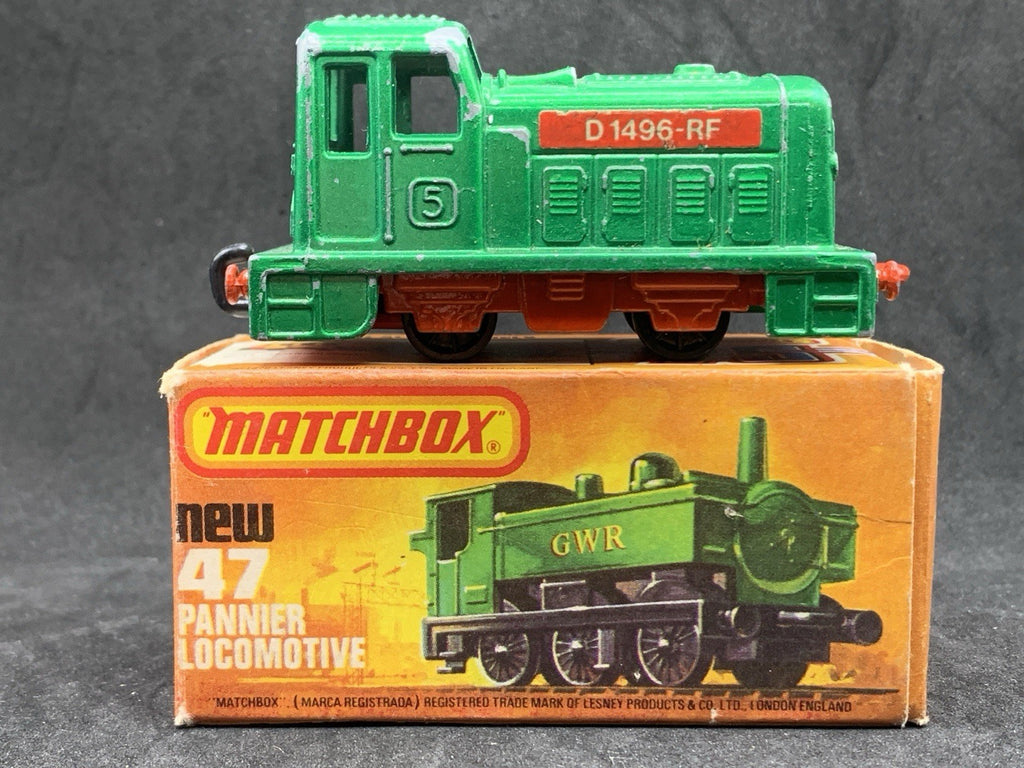 5
D1496-RF
"MATCHBOX"®
new
47
PANNIER
LOCOMOTIVE
GWR
"MATCHBOX". (MARCA REGISTRADA) REGISTERED TRADE MARK OF LESNEY PRODUCTS & CO. LTD., LONDON ENGLAND